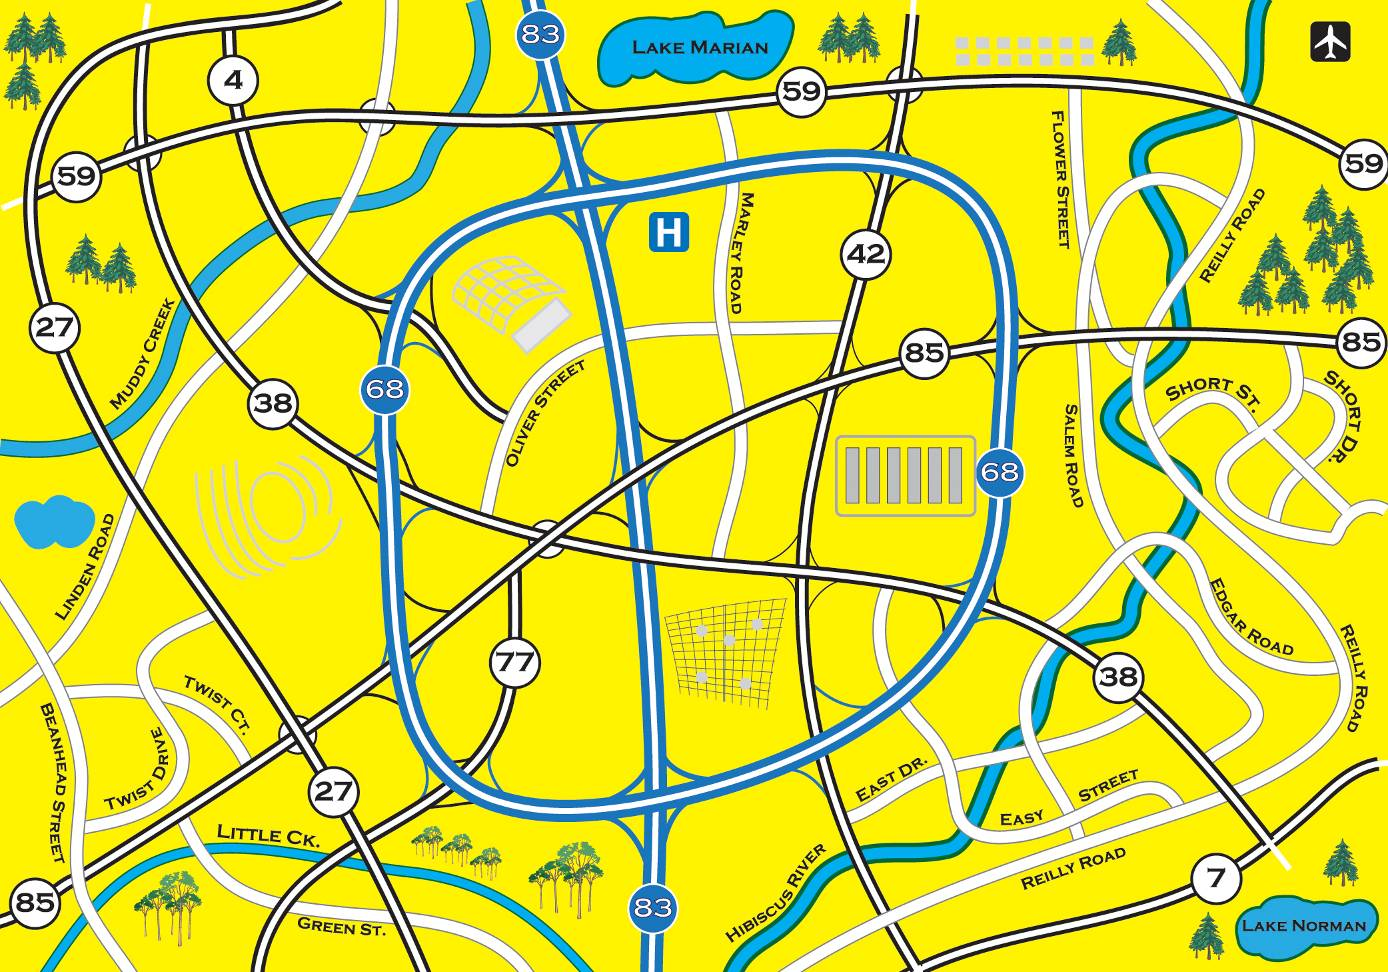 83
LAKE MARIAN
4
59
59
59
FLOWER STREET
MARLEY ROAD
REILLY ROAD
H
42
27
MUDDY CREEK
85
85
68
38
OLIVER STREET
SHORT ST.
SHORT DR.
SALEM ROAD
68
LINDEN ROAD
EDGAR ROAD
REILLY ROAD
77
38
TWIST CT.
BEANHEAD STREET
TWIST DRIVE
27
EAST DR.
EASY STREET
LITTLE CK.
REILLY ROAD
HIBISCUS RIVER
7
85
83
GREEN ST.
LAKE NORMAN